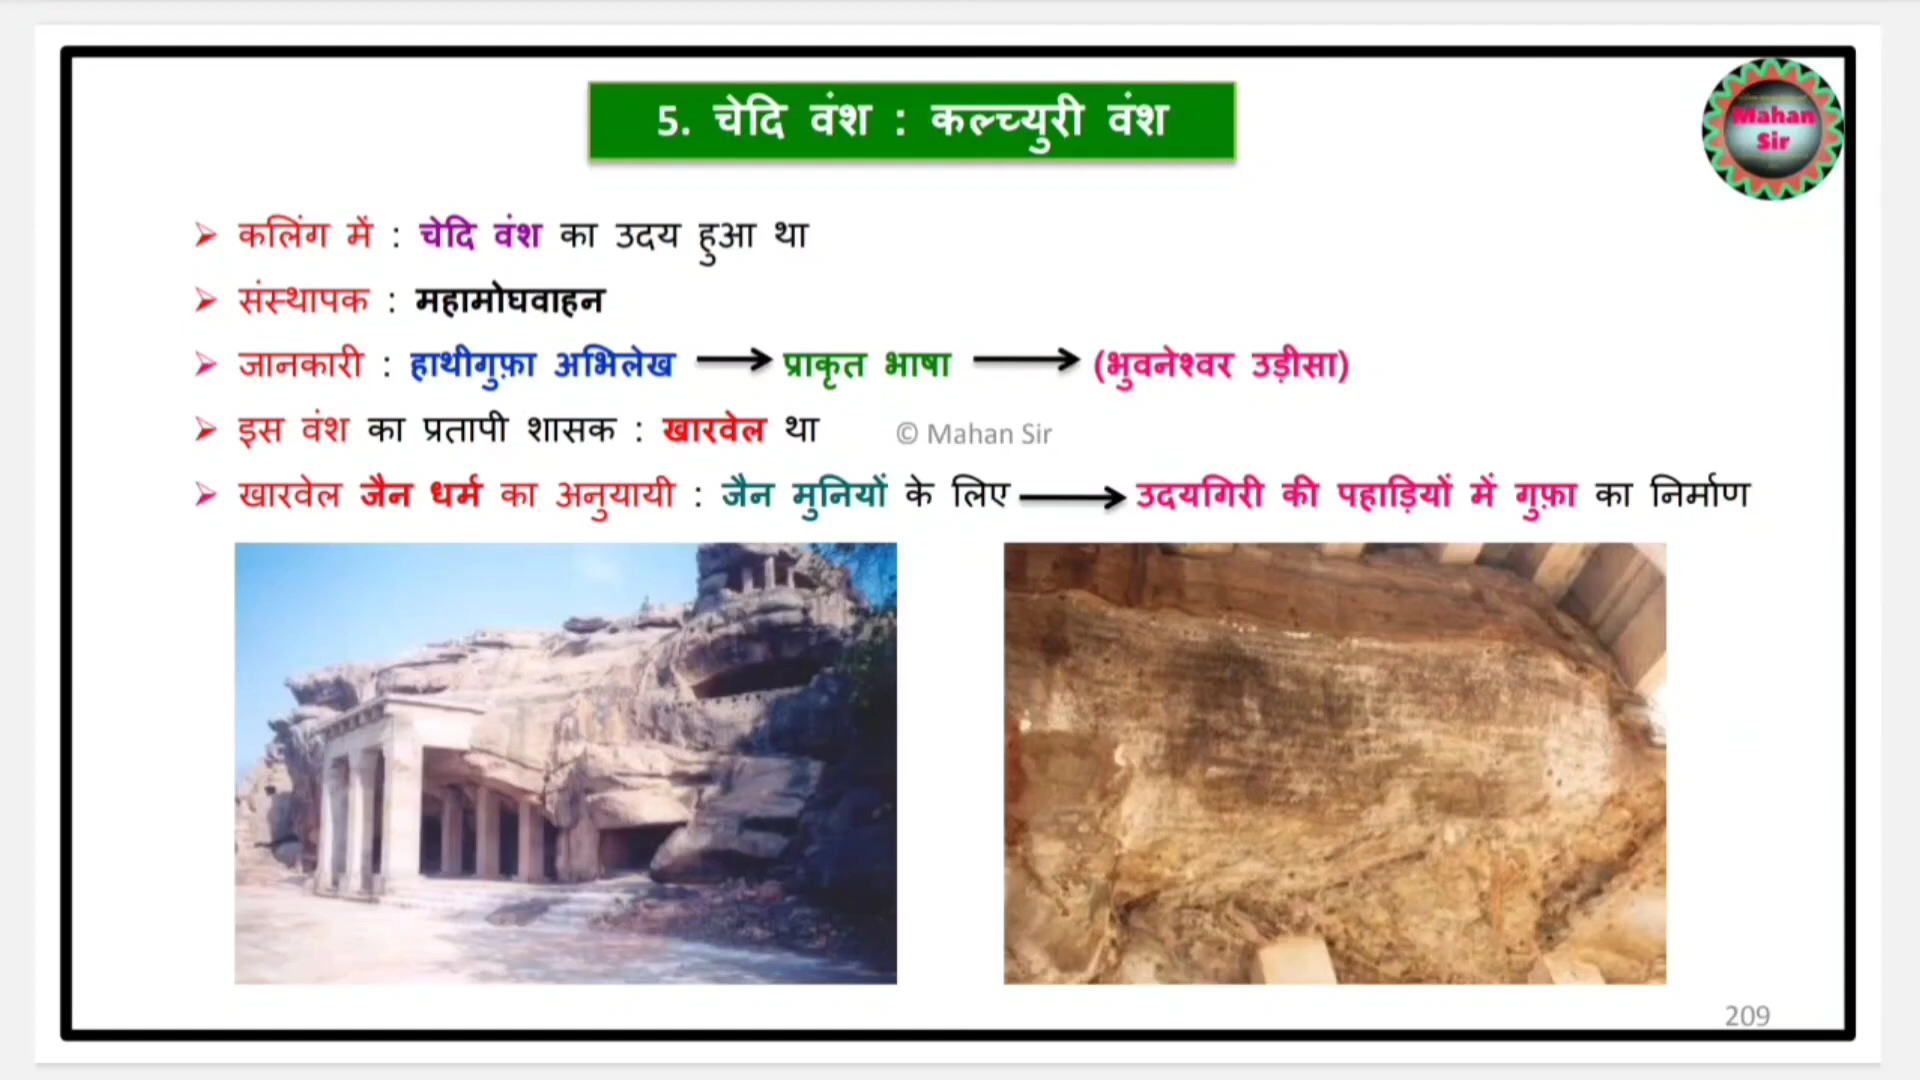 5. चेदि वंश : कल्च्युरी वंश
Mahan
Sir
➢ कलिंग में : चेदि वंश का उदय हुआ था
➢ संस्थापक : महामोघवाहन
➢ जानकारी : हाथीगुफ़ा अभिलेख ⟶ प्राकृत भाषा ⟶ (भुवनेश्वर उड़ीसा)
➢ इस वंश का प्रतापी शासक : खारवेल था © Mahan Sir
➢ खारवेल जैन धर्म का अनुयायी : जैन मुनियों के लिए ⟶ उदयगिरी की पहाड़ियों में गुफ़ा का निर्माण
209